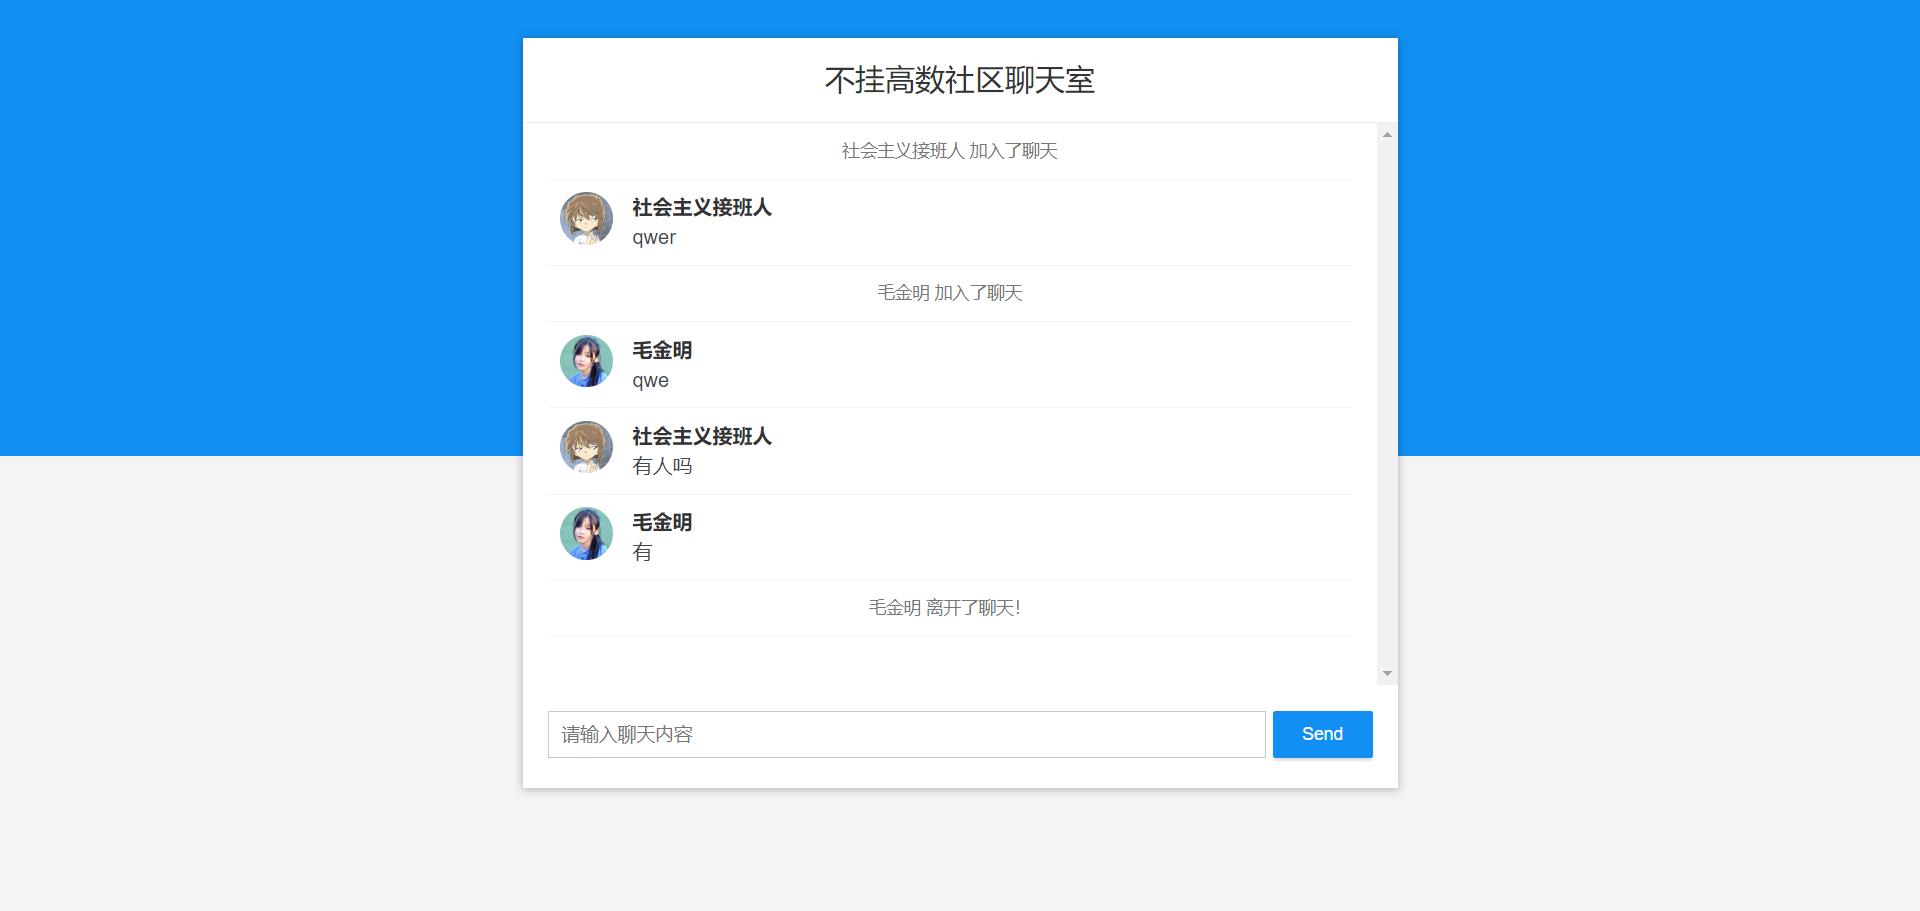 不挂高数社区聊天室
社会主义接班人 加入了聊天
社会主义接班人
qwer
毛金明 加入了聊天
毛金明
qwe
社会主义接班人
有人吗
毛金明
有
毛金明 离开了聊天!
请输入聊天内容
Send